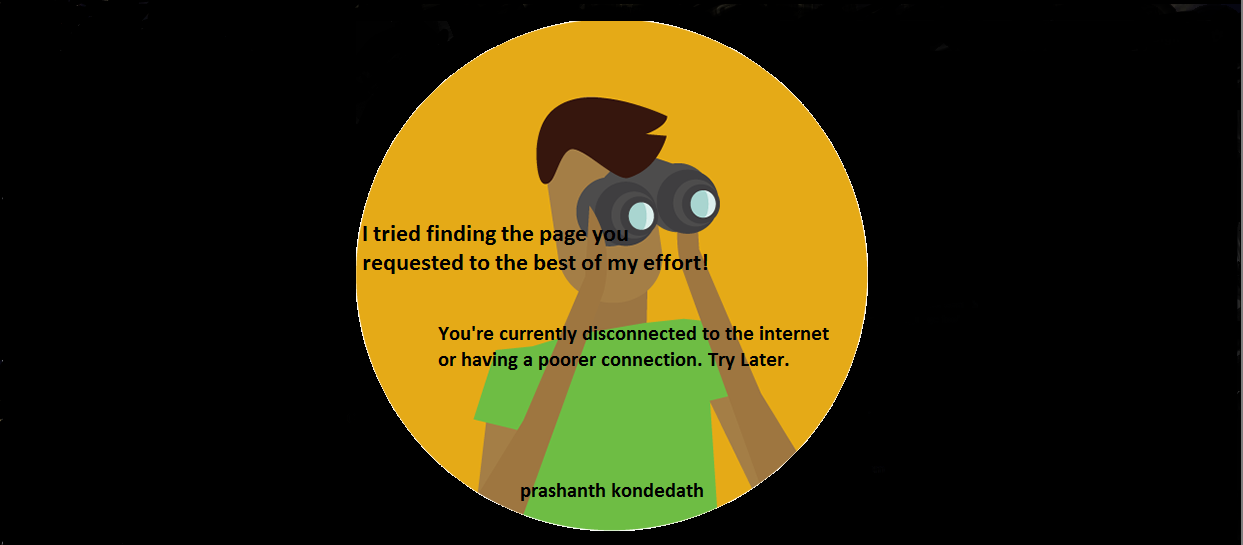 I tried finding the page you
requested to the best of my effort!
You're currently disconnected to the internet
or having a poorer connection. Try Later.
prashanth kondedath